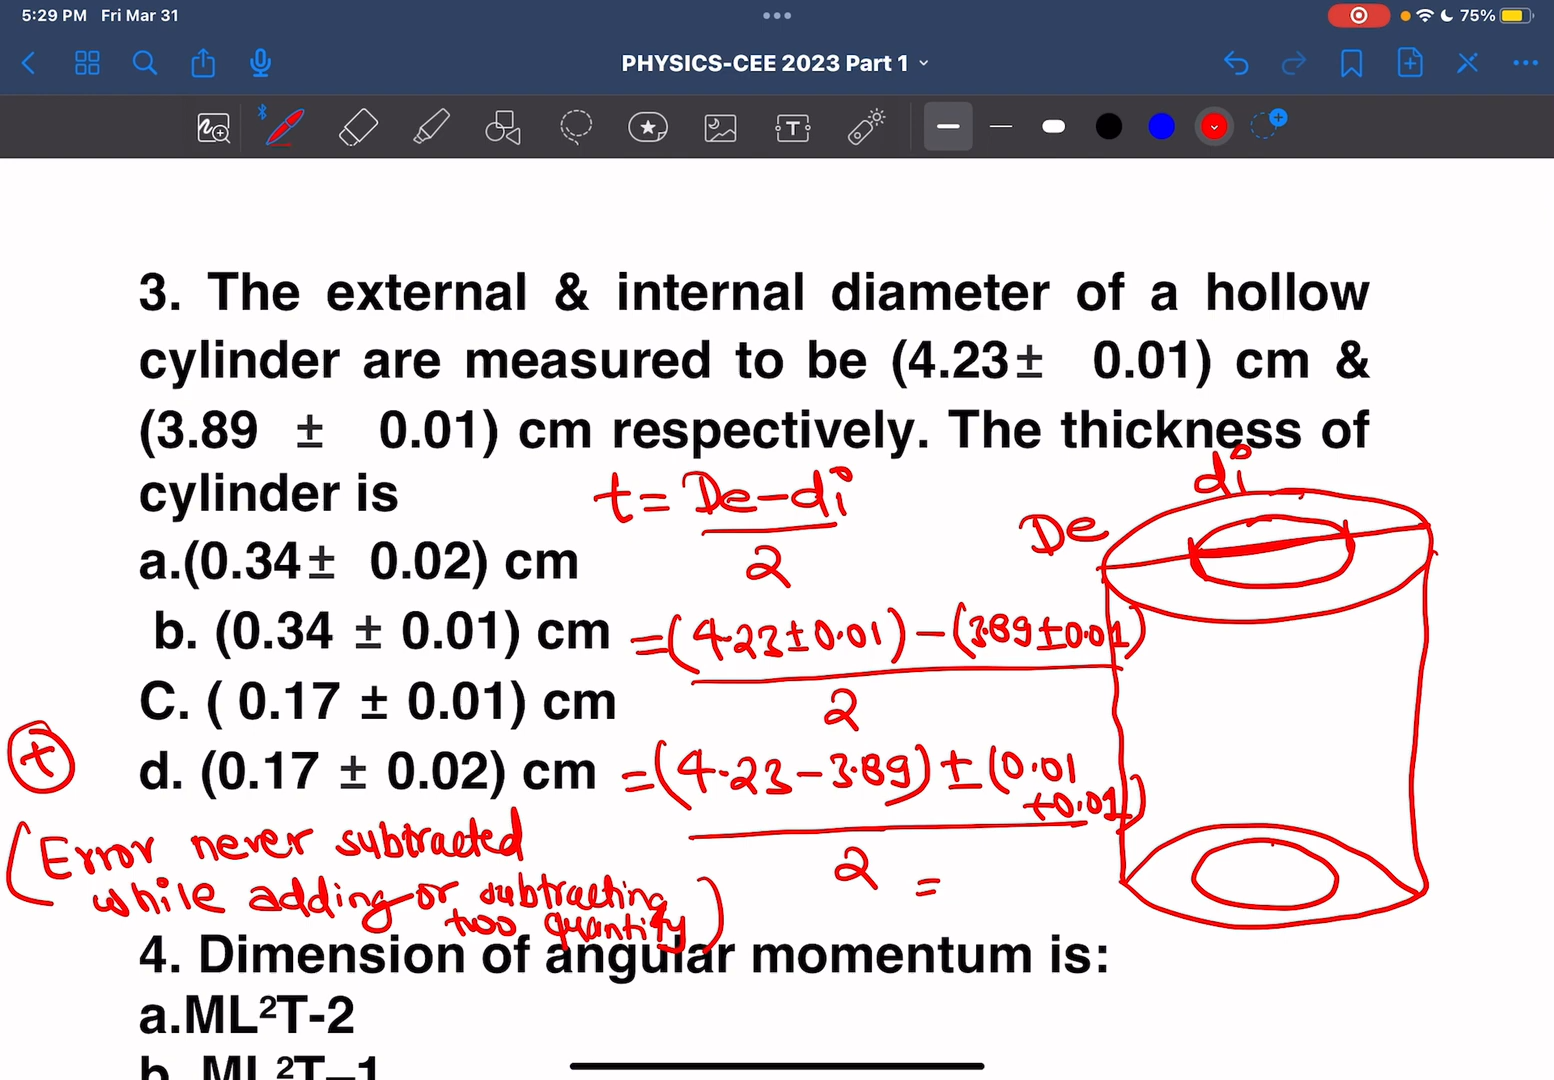 5:29 PM Fri Mar 31
75%
PHYSICS-CEE 2023 Part 1
T
3. The external & internal diameter of a hollow
cylinder are measured to be (4.23± 0.01) cm &
(3.89 ± 0.01) cm respectively. The thickness of
cylinder is
t = De-di
2
di
De
a.(0.34± 0.02) cm
b. (0.34 ± 0.01) cm
=(4.23±0.01)-(3.89±0.01)
2
C. ( 0.17 ± 0.01) cm
d. (0.17 ± 0.02) cm
=(4.23-3.89)±(0.01
+0.01)
2
=
+
(Error never subtracted
while adding or subtracting
two quantity)
4. Dimension of angular momentum is:
a.ML²T-2
b. ML²T–1